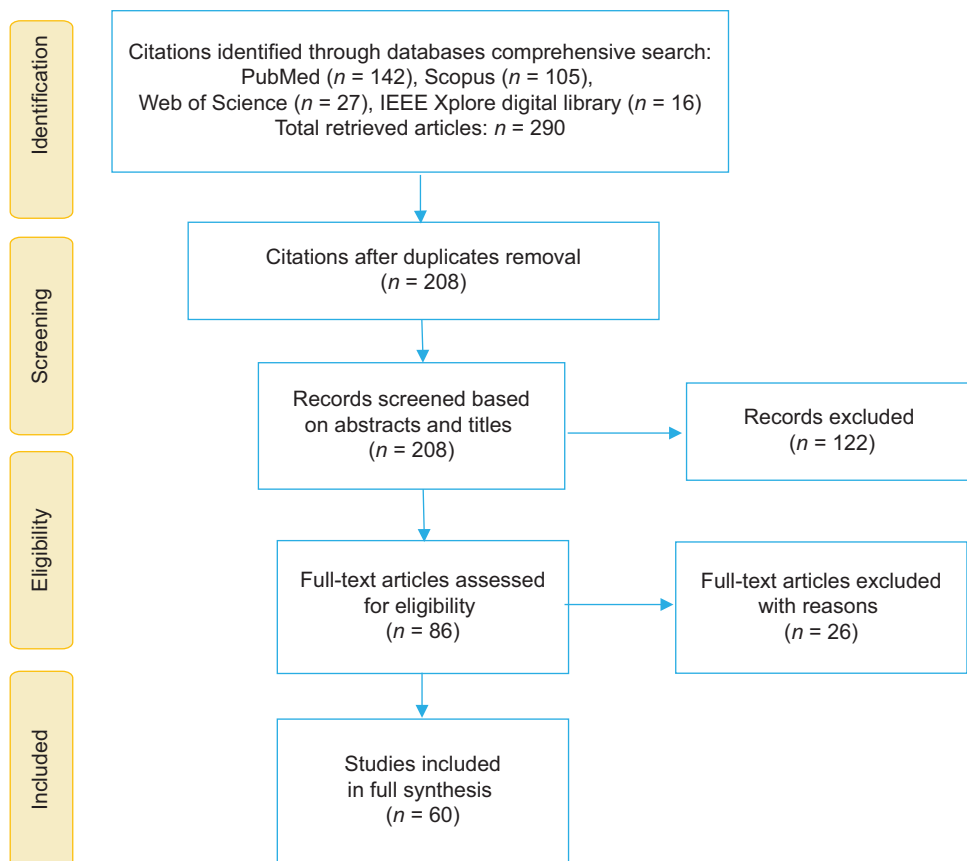 Identification
Citations identified through databases comprehensive search:
PubMed (n = 142), Scopus (n = 105),
Web of Science (n = 27), IEEE Xplore digital library (n = 16)
Total retrieved articles: n = 290
Screening
Citations after duplicates removal
(n = 208)
Records screened based
on abstracts and titles
(n = 208)
Records excluded
(n = 122)
Eligibility
Full-text articles assessed
for eligibility
(n = 86)
Full-text articles excluded
with reasons
(n = 26)
Included
Studies included
in full synthesis
(n = 60)